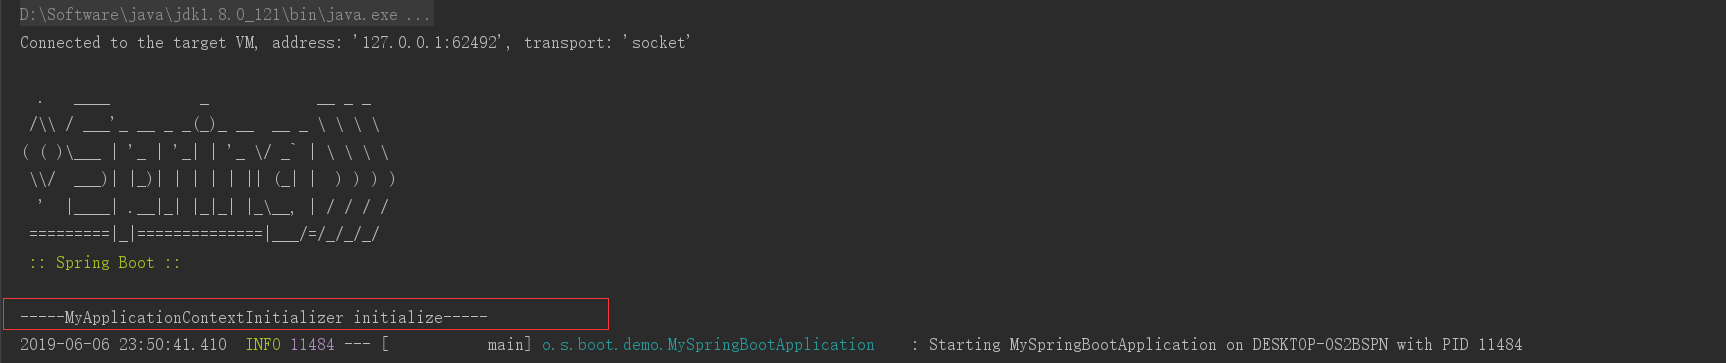 D:\Software\java\jdk1.8.0_121\bin\java.exe ...
Connected to the target VM, address: '127.0.0.1:62492', transport: 'socket'
  .   ____          _            __ _ _
 /\\ / ___'_ __ _ _(_)_ __  __ _ \ \ \ \
( ( )\___ | '_ | '_| | '_ \/ _` | \ \ \ \
 \\/  ___)| |_)| | | | | || (_| |  ) ) ) )
  '  |____| .__|_| |_|_| |_\__, | / / / /
 =========|_|==============|___/=/_/_/_/
 :: Spring Boot ::
-----MyApplicationContextInitializer initialize-----
2019-06-06 23:50:41.410  INFO 11484 --- [           main] o.s.boot.demo.MySpringBootApplication    : Starting MySpringBootApplication on DESKTOP-OS2BSPN with PID 11484